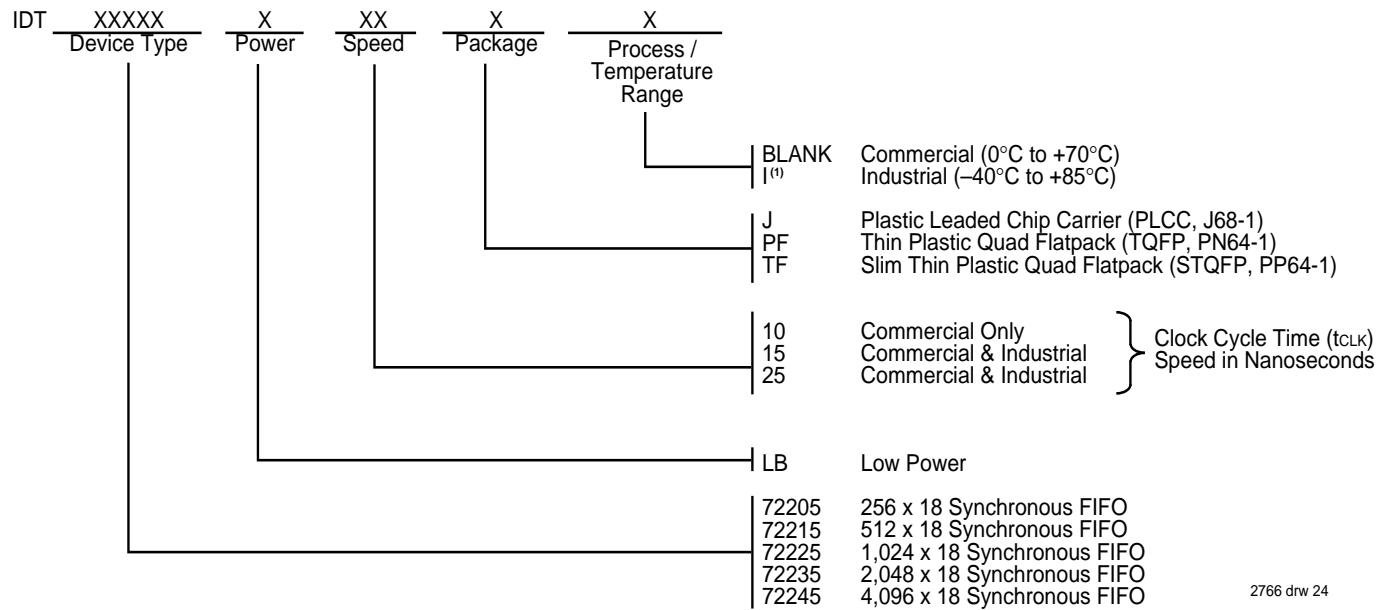 IDT XXXXX X XX X X
Device Type Power Speed Package Process /
Temperature
Range
BLANK Commercial (0°C to +70°C)
I(1) Industrial (–40°C to +85°C)
J Plastic Leaded Chip Carrier (PLCC, J68-1)
PF Thin Plastic Quad Flatpack (TQFP, PN64-1)
TF Slim Thin Plastic Quad Flatpack (STQFP, PP64-1)
10 Commercial Only
15 Commercial & Industrial
25 Commercial & Industrial
Clock Cycle Time (tCLK)
Speed in Nanoseconds
LB Low Power
72205 256 x 18 Synchronous FIFO
72215 512 x 18 Synchronous FIFO
72225 1,024 x 18 Synchronous FIFO
72235 2,048 x 18 Synchronous FIFO
72245 4,096 x 18 Synchronous FIFO
2766 drw 24